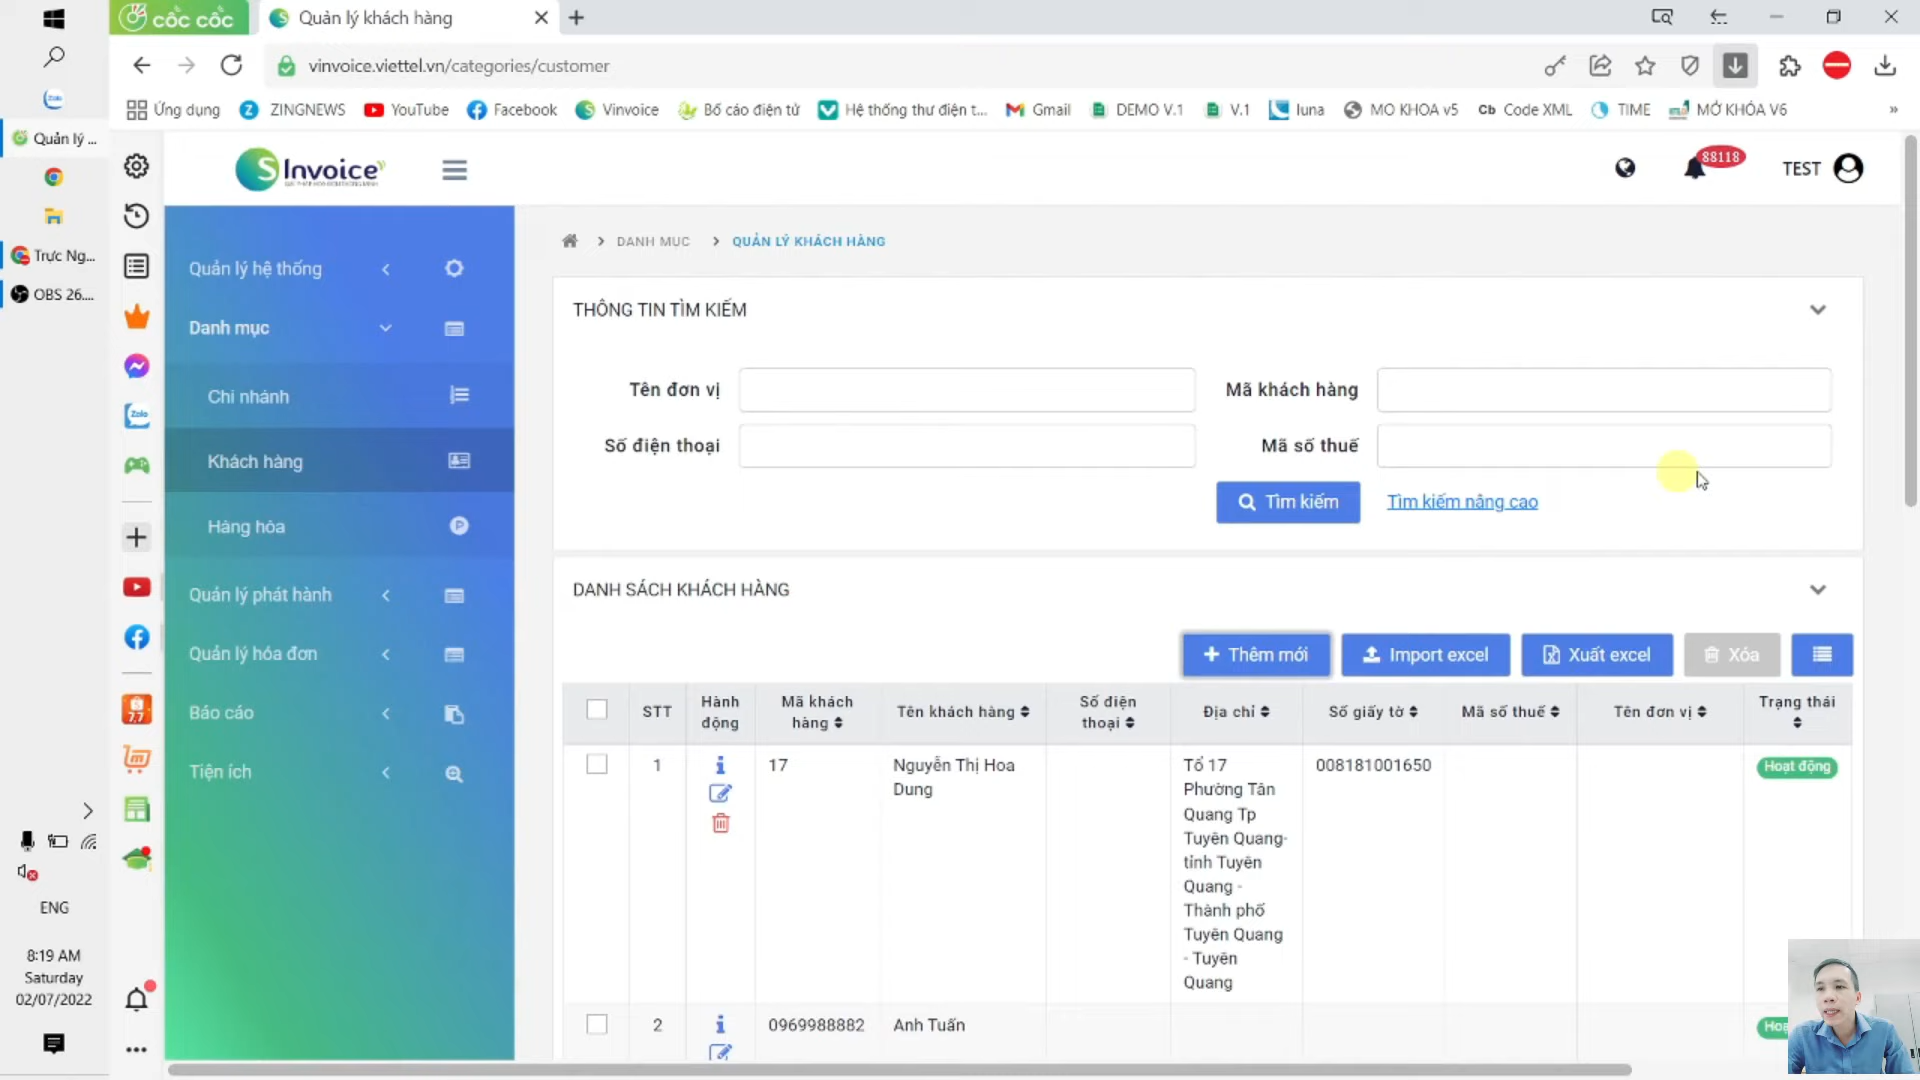 cốc cốc
Quản lý khách hàng
vinvoice.viettel.vn/categories/customer
Ứng dụng
ZINGNEWS
YouTube
Facebook
Vinvoice
Bố cáo điện tử
Hệ thống thư điện t...
Gmail
DEMO V.1
V.1
luna
MO KHOA v5
Cb Code XML
TIME
MỞ KHÓA V6
»
Zalo
Quản lý ...
Trực Ng...
OBS 26....
S Invoice
88118
TEST
Quản lý hệ thống
Danh mục
Chi nhánh
Khách hàng
Hàng hóa
Quản lý phát hành
Quản lý hóa đơn
Báo cáo
Tiện ích
Zalo
7.7
DANH MỤC
QUẢN LÝ KHÁCH HÀNG
THÔNG TIN TÌM KIẾM
Tên đơn vị
Mã khách hàng
Số điện thoại
Mã số thuế
Tìm kiếm
Tìm kiếm nâng cao
DANH SÁCH KHÁCH HÀNG
+ Thêm mới
Import excel
Xuất excel
Xóa
STT
Hành động
Mã khách hàng
Tên khách hàng
Số điện thoại
Địa chỉ
Số giấy tờ
Mã số thuế
Tên đơn vị
Trạng thái
1
17
Nguyễn Thị Hoa
Dung
Tổ 17
Phường Tân
Quang Tp
Tuyên Quang-
tỉnh Tuyên
Quang -
Thành phố
Tuyên Quang
- Tuyên
Quang
008181001650
Hoạt động
2
0969988882
Anh Tuấn
Hoạ
ENG
8:19 AM
Saturday
02/07/2022